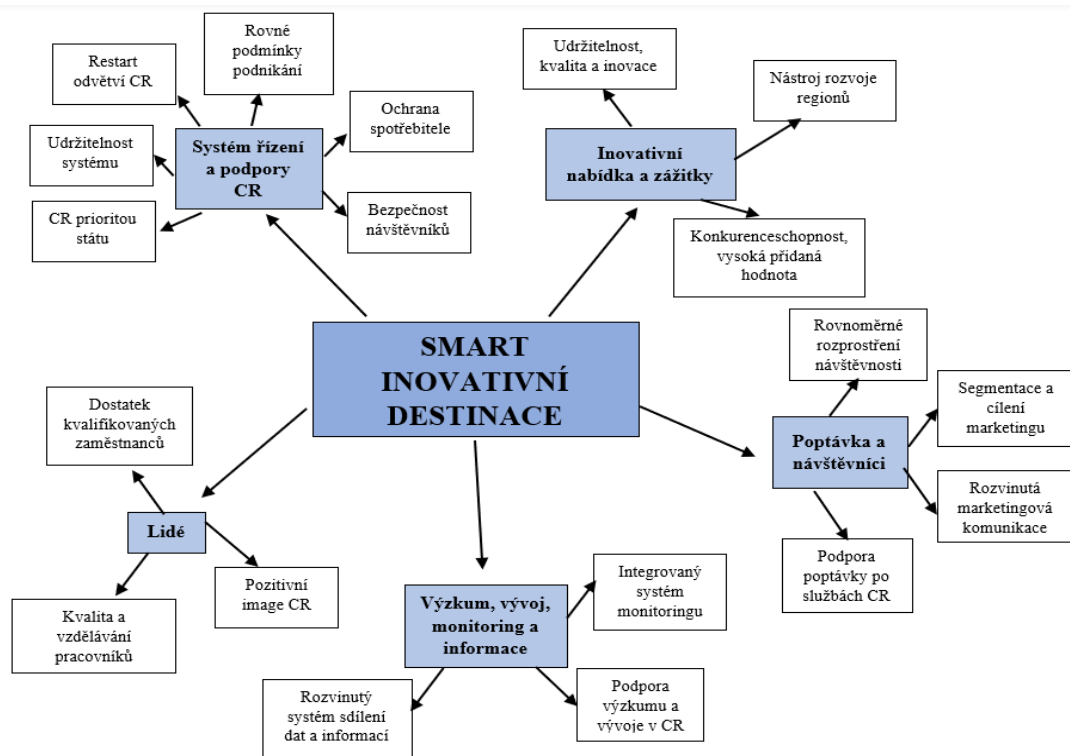 Rovné
podmínky
podnikání
Restart
odvětví CR
Ochrana
spotřebitele
Udržitelnost
systému
Systém řízení
a podpory
CR
CR prioritou
státu
Bezpečnost
návštěvníků
Udržitelnost,
kvalita a inovace
Nástroj rozvoje
regionů
Inovativní
nabídka a zážitky
Konkurenceschopnost,
vysoká přidaná
hodnota
SMART
INOVATIVNÍ
DESTINACE
Rovnoměrné
rozprostření
návštěvnosti
Segmentace a
cílení
marketingu
Poptávka a
návštěvníci
Rozvinutá
marketingová
komunikace
Podpora
poptávky po
službách CR
Dostatek
kvalifikovaných
zaměstnanců
Lidé
Pozitivní
image CR
Kvalita a
vzdělávání
pracovníků
Integrovaný
systém
monitoringu
Výzkum, vývoj,
monitoring a
informace
Rozvinutý
systém sdílení
dat a informací
Podpora
výzkumu a
vývoje v CR